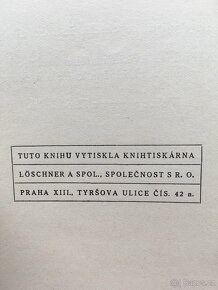 TUTO KNIHU VYTISKLA KNIHTISKÁRNA
LÖSCHNER A SPOL., SPOLEČNOST S R. O.
PRAHA XIII., TYRŠOVA ULICE ČÍS. 42 n.